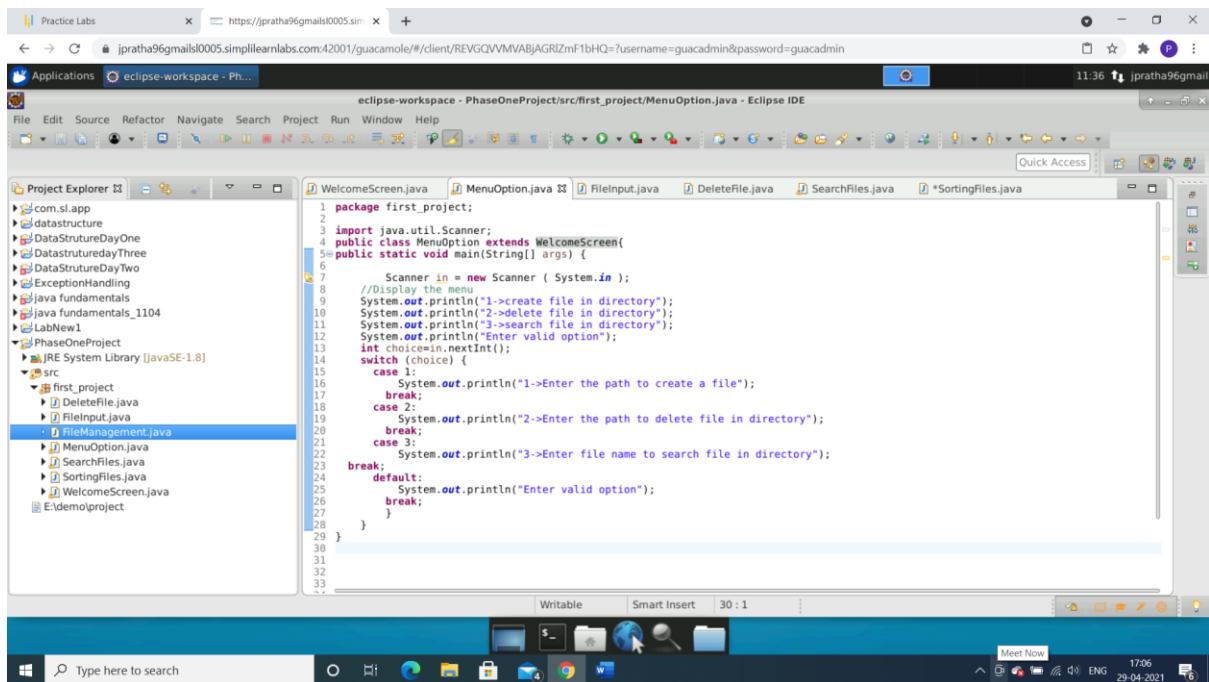 Practice Labs
https://jpratha96gmailsl0005.sim
jpratha96gmailsl0005.simplilearnlabs.com:42001/guacamole/#/client/REVGQVVMVABjAGRlZmF1bHQ=?username=guacadmin&password=guacadmin
P
Applications eclipse-workspace - Ph... 11:36 jpratha96gmail
eclipse-workspace - PhaseOneProject/src/first_project/MenuOption.java - Eclipse IDE
File Edit Source Refactor Navigate Search Project Run Window Help
Quick Access
Project Explorer
com.sl.app
datastructure
DataStrutureDayOne
DatastruturedayThree
DataStrutureDayTwo
ExceptionHandling
java fundamentals
java fundamentals_1104
LabNew1
PhaseOneProject
JRE System Library [JavaSE-1.8]
src
first_project
DeleteFile.java
FileInput.java
FileManagement.java
MenuOption.java
SearchFiles.java
SortingFiles.java
WelcomeScreen.java
E:\demo\project
WelcomeScreen.java MenuOption.java FileInput.java DeleteFile.java SearchFiles.java *SortingFiles.java
1 package first_project;
2
3 import java.util.Scanner;
4 public class MenuOption extends WelcomeScreen{
5 public static void main(String[] args) {
6
7 Scanner in = new Scanner ( System.in );
8 //Display the menu
9 System.out.println("1->create file in directory");
10 System.out.println("2->delete file in directory");
11 System.out.println("3->search file in directory");
12 System.out.println("Enter valid option");
13 int choice=in.nextInt();
14 switch (choice) {
15 case 1:
16 System.out.println("1->Enter the path to create a file");
17 break;
18 case 2:
19 System.out.println("2->Enter the path to delete file in directory");
20 break;
21 case 3:
22 System.out.println("3->Enter file name to search file in directory");
23 break;
24 default:
25 System.out.println("Enter valid option");
26 break;
27 }
28 }
29 }
30
31
32
33
Writable Smart Insert 30 : 1
Meet Now
Type here to search
ENG
17:06
29-04-2021